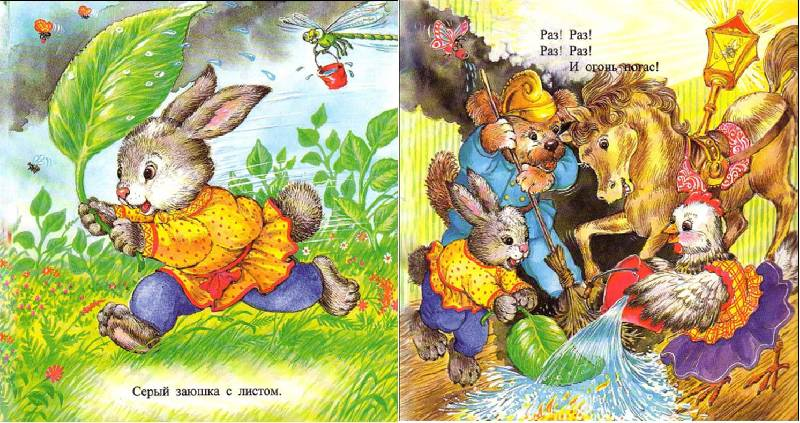 Серый заюшка с листом.
Раз! Раз!
Раз! Раз!
И огонь погас!